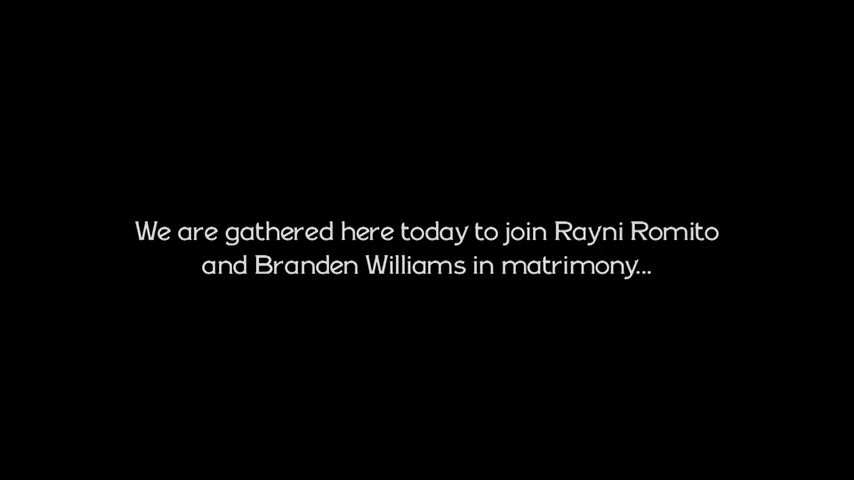 We are gathered here today to join Rayni Romito
and Branden Williams in matrimony...